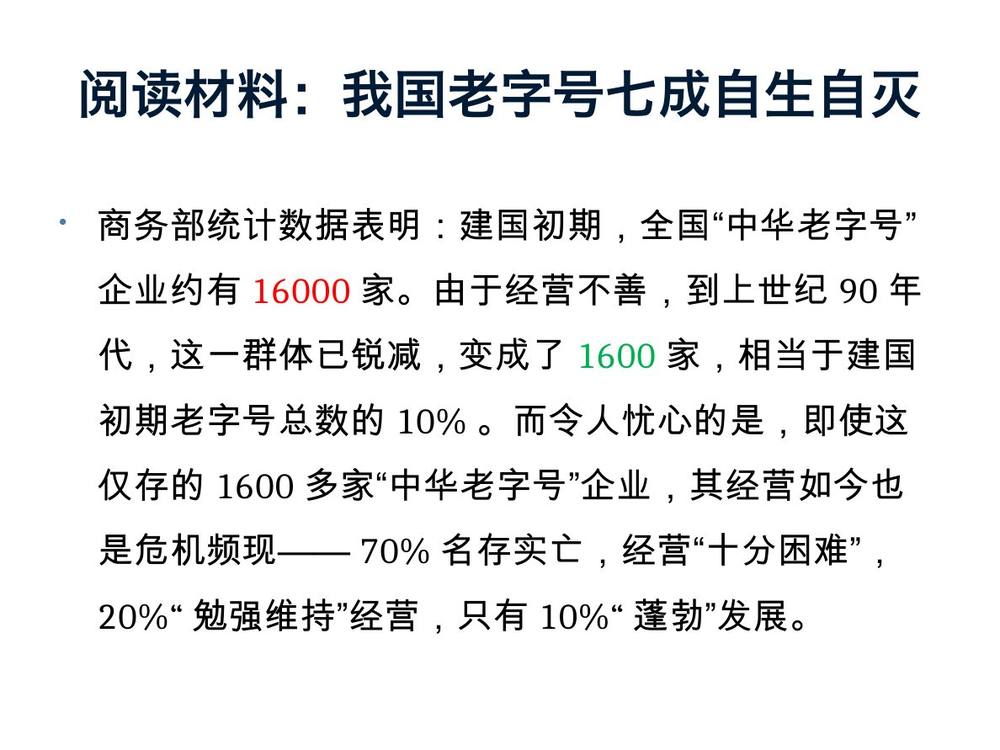 阅读材料：我国老字号七成自生自灭
• 商务部统计数据表明：建国初期，全国“中华老字号”
企业约有 16000 家。由于经营不善，到上世纪 90 年
代，这一群体已锐减，变成了 1600 家，相当于建国
初期老字号总数的 10% 。而令人忧心的是，即使这
仅存的 1600 多家“中华老字号”企业，其经营如今也
是危机频现—— 70% 名存实亡，经营“十分困难”，
20%“ 勉强维持”经营，只有 10%“ 蓬勃”发展。